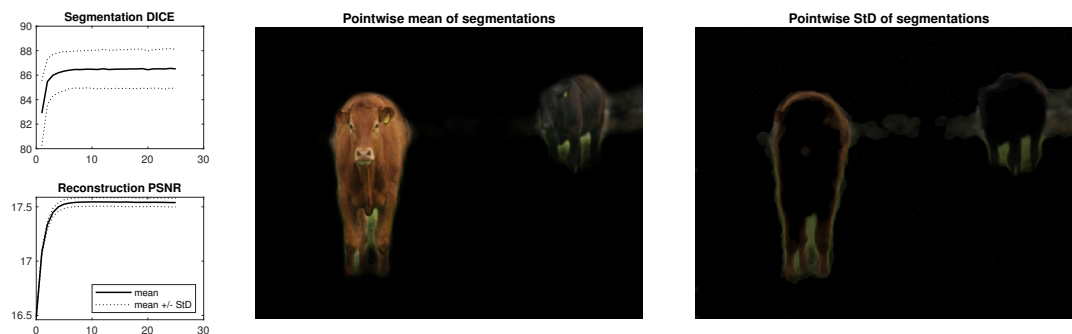 Segmentation DICE
90
88
86
84
82
80
0 10 20 30
Reconstruction PSNR
17.5
17
16.5
mean
mean +/- StD
0 10 20 30
Pointwise mean of segmentations
Pointwise StD of segmentations